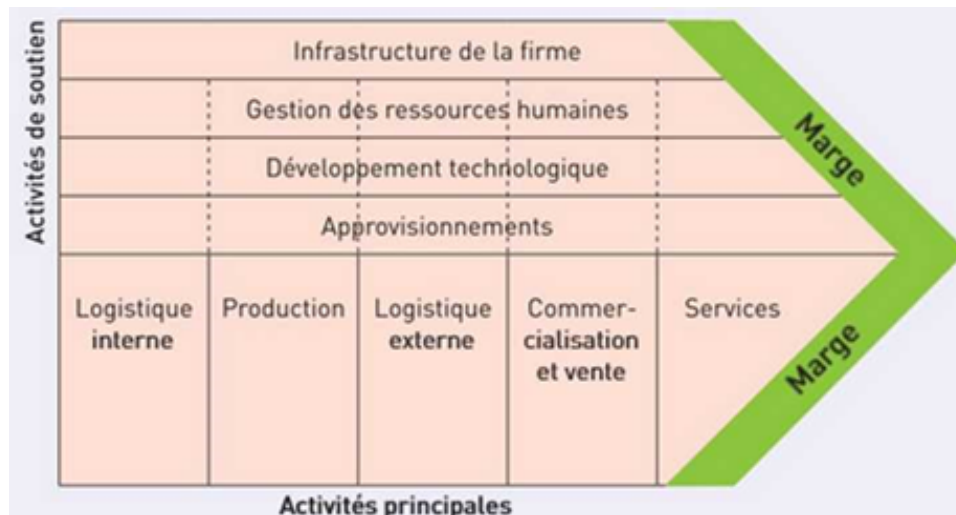 Activités de soutien
Infrastructure de la firme
Gestion des ressources humaines
Développement technologique
Approvisionnements
Marge
Logistique
interne
Production
Logistique
externe
Commer-
cialisation
et vente
Services
Marge
Activités principales